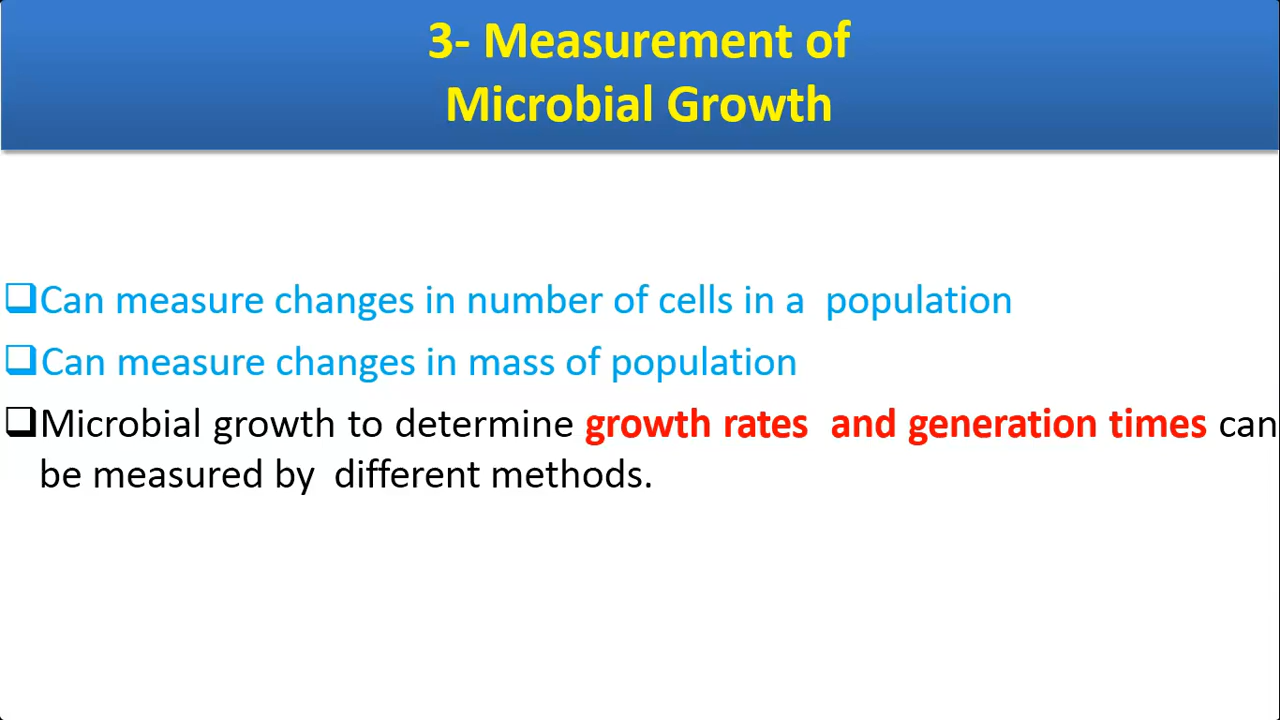 3- Measurement of
Microbial Growth
❑Can measure changes in number of cells in a  population
❑Can measure changes in mass of population
❑Microbial growth to determine growth rates  and generation times can
be measured by  different methods.